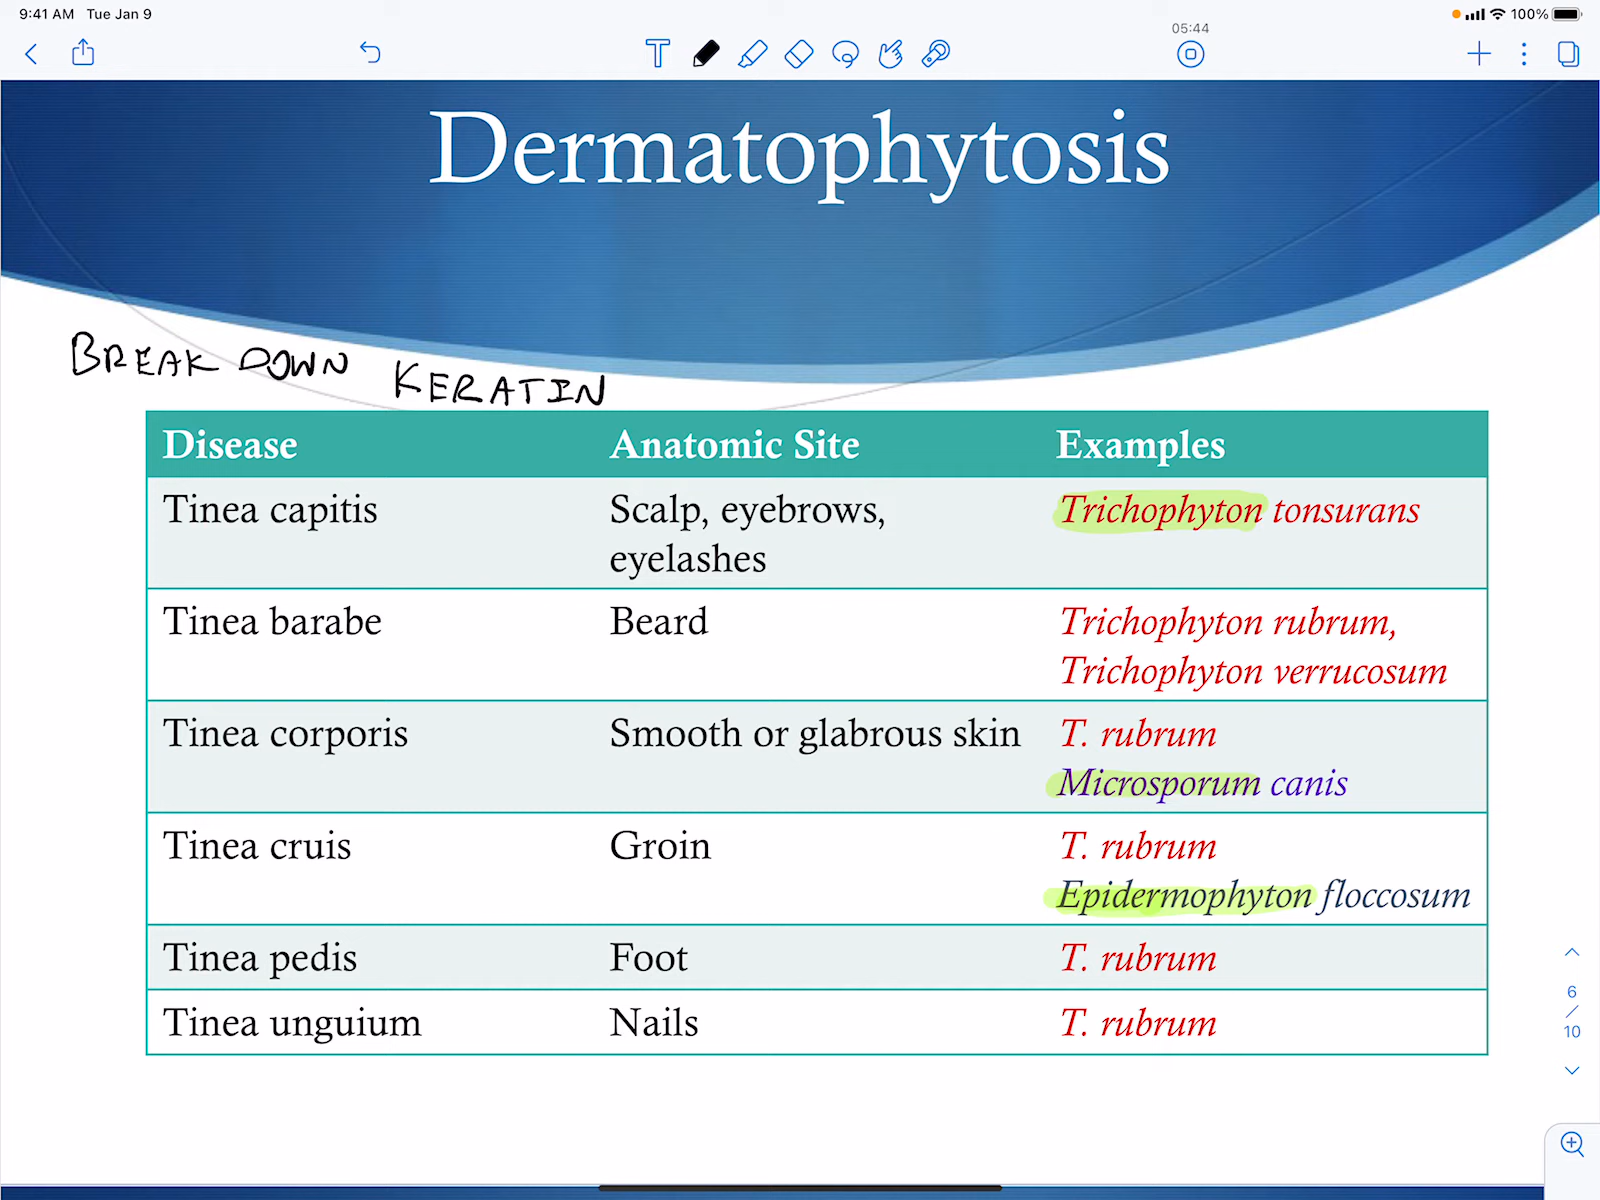 9:41 AM Tue Jan 9
100%
05:44
Dermatophytosis
BREAK DOWN KERATIN
Disease Anatomic Site Examples
Tinea capitis Scalp, eyebrows, Trichophyton tonsurans
eyelashes
Tinea barabe Beard Trichophyton rubrum,
Trichophyton verrucosum
Tinea corporis Smooth or glabrous skin T. rubrum
Microsporum canis
Tinea cruis Groin T. rubrum
Epidermophyton floccosum
Tinea pedis Foot T. rubrum
Tinea unguium Nails T. rubrum
6
/
10